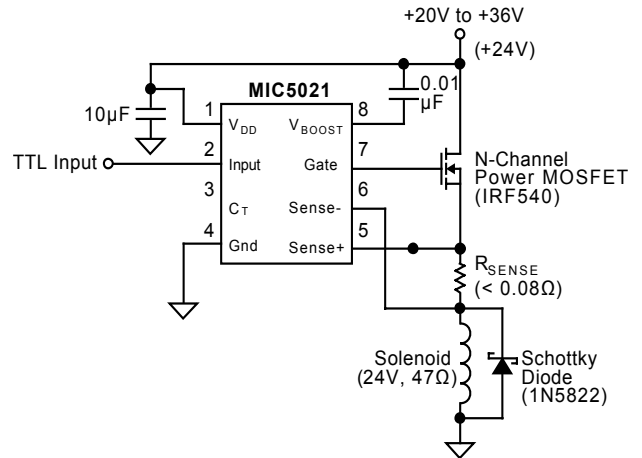 +20V to +36V
(+24V)
MIC5021
10µF
0.01
µF
1
VDD
VBOOST
8
TTL Input
2
Input
Gate
7
N-Channel
Power MOSFET
(IRF540)
3
CT
Sense-
6
4
Gnd
Sense+
5
RSENSE
(< 0.08Ω)
Solenoid
(24V, 47Ω)
Schottky
Diode
(1N5822)